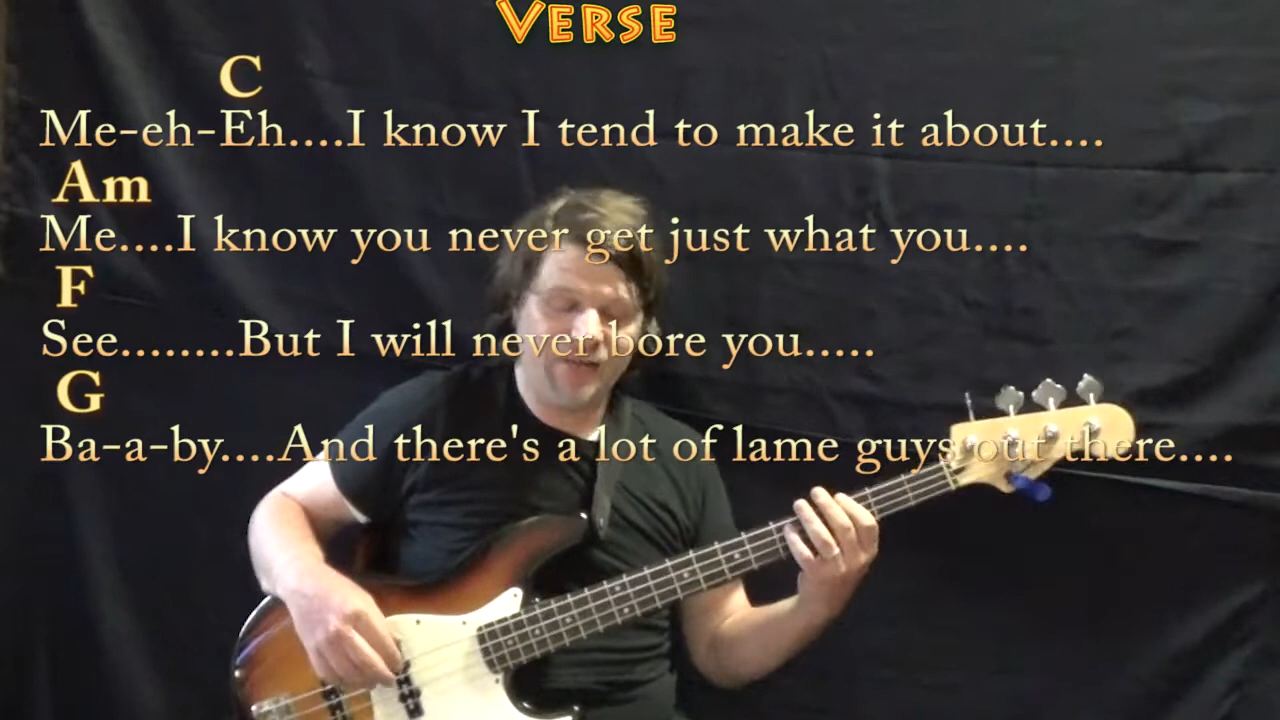 VERSE
C
Me-eh-Eh....I know I tend to make it about....
Am
Me....I know you never get just what you....
F
See........But I will never bore you.....
G
Ba-a-by....And there's a lot of lame guys out there....